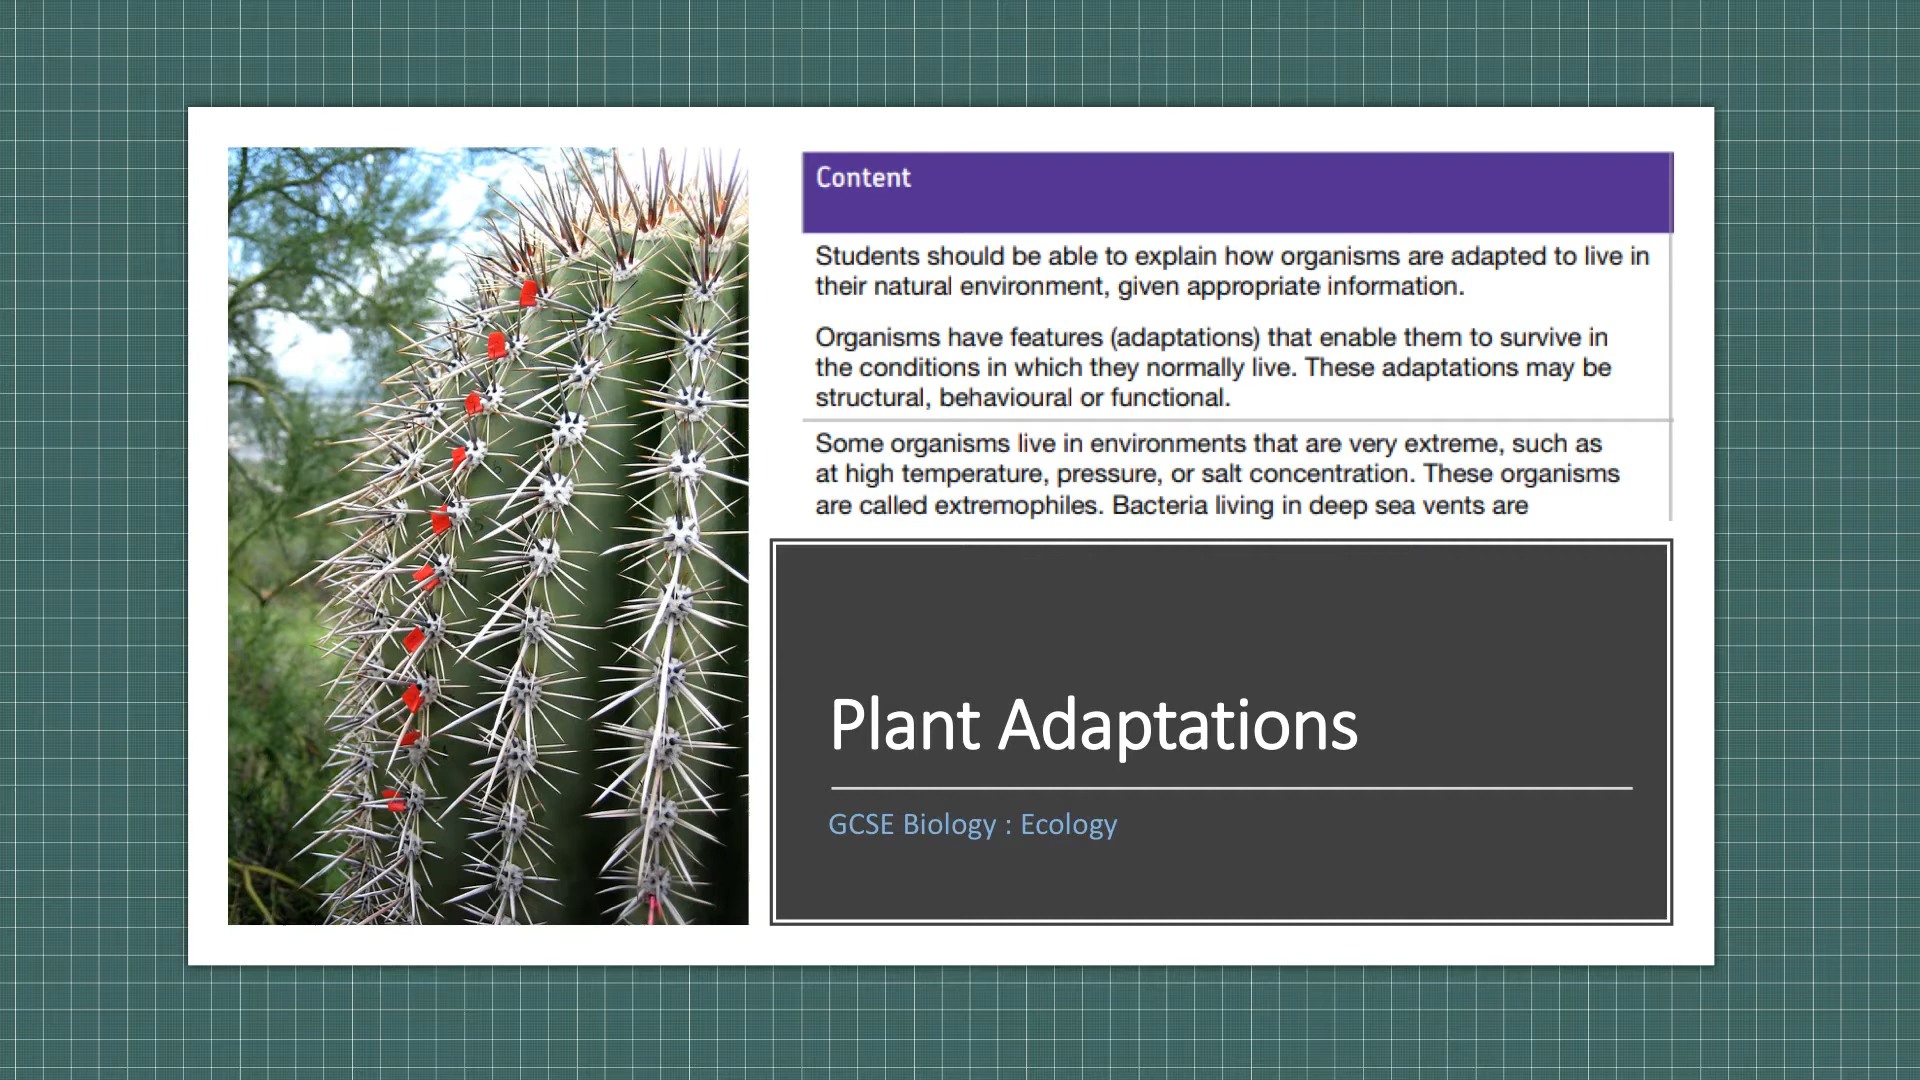 Content
Students should be able to explain how organisms are adapted to live in
their natural environment, given appropriate information.
Organisms have features (adaptations) that enable them to survive in
the conditions in which they normally live. These adaptations may be
structural, behavioural or functional.
Some organisms live in environments that are very extreme, such as
at high temperature, pressure, or salt concentration. These organisms
are called extremophiles. Bacteria living in deep sea vents are
Plant Adaptations
GCSE Biology : Ecology